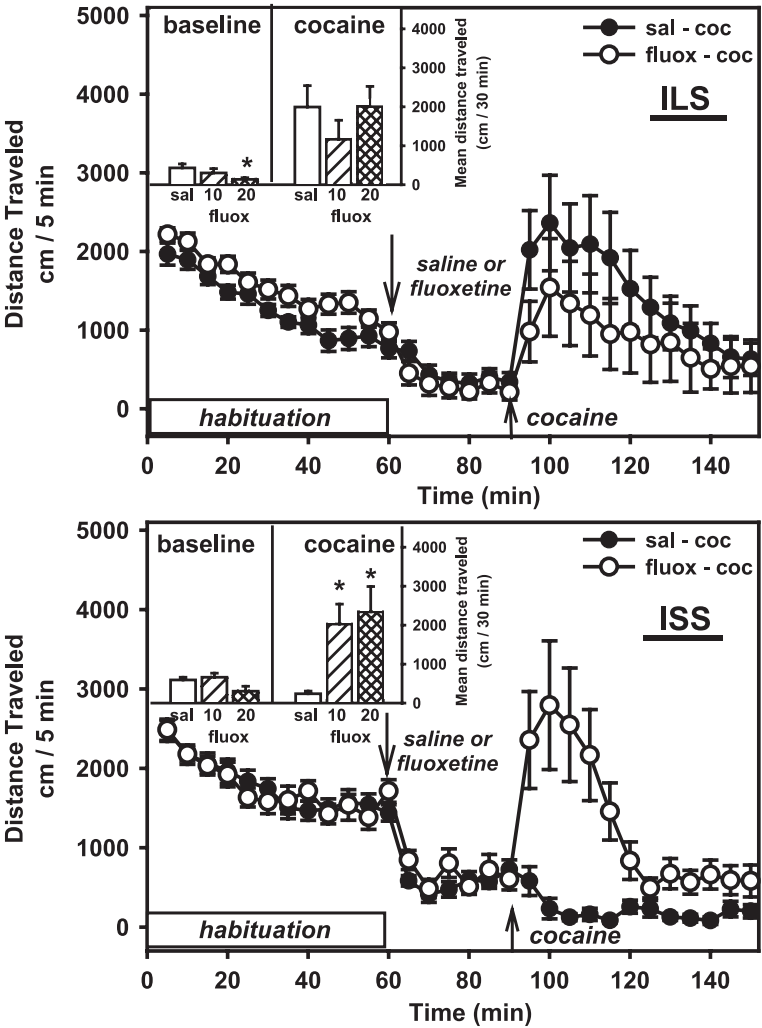 5000
4000
3000
2000
1000
0
Distance Traveled
cm / 5 min
baseline
cocaine
4000
3000
2000
1000
0
Mean distance traveled
(cm / 30 min)
*
sal 10 20
fluox
sal 10 20
fluox
sal - coc
fluox - coc
ILS
saline or
fluoxetine
habituation
cocaine
0 20 40 60 80 100 120 140
Time (min)
5000
4000
3000
2000
1000
0
Distance Traveled
cm / 5 min
baseline
cocaine
4000
3000
2000
1000
0
Mean distance traveled
(cm / 30 min)
* *
sal 10 20
fluox
sal 10 20
fluox
sal - coc
fluox - coc
ISS
saline or
fluoxetine
habituation
cocaine
0 20 40 60 80 100 120 140
Time (min)